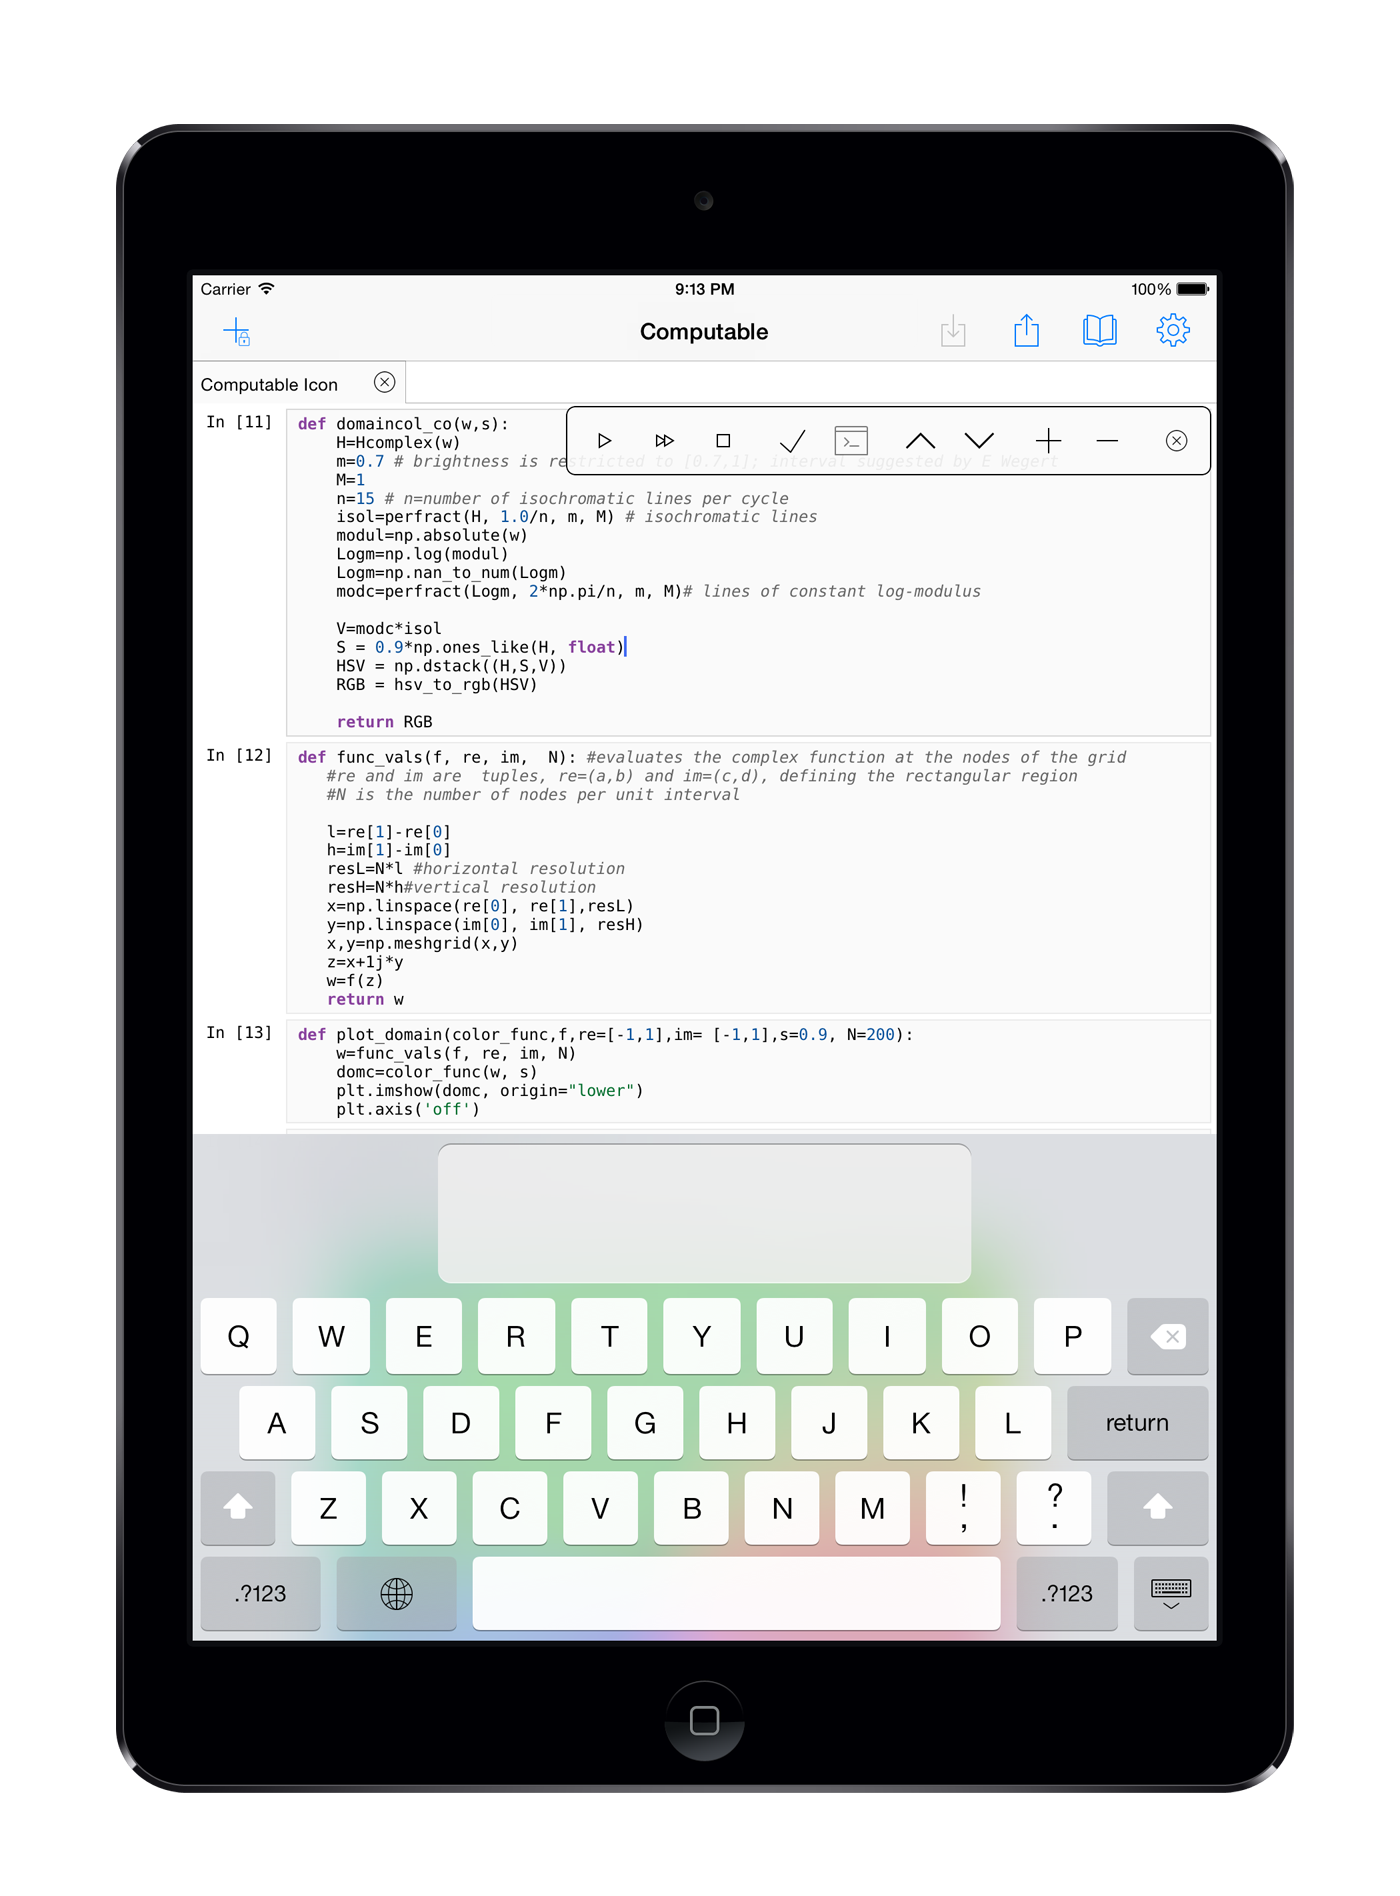 Carrier 9:13 PM 100%
Computable
Computable Icon
In [11]
def domaincol_co(w,s):
    H=Hcomplex(w)
    m=0.7 # brightness is restricted to [0.7,1]; interval suggested by E Wegert
    M=1
    n=15 # n=number of isochromatic lines per cycle
    isol=perfract(H, 1.0/n, m, M) # isochromatic lines
    modul=np.absolute(w)
    Logm=np.log(modul)
    Logm=np.nan_to_num(Logm)
    modc=perfract(Logm, 2*np.pi/n, m, M)# lines of constant log-modulus
    V=modc*isol
    S = 0.9*np.ones_like(H, float)
    HSV = np.dstack((H,S,V))
    RGB = hsv_to_rgb(HSV)
    return RGB
In [12]
def func_vals(f, re, im,  N): #evaluates the complex function at the nodes of the grid
   #re and im are  tuples, re=(a,b) and im=(c,d), defining the rectangular region
   #N is the number of nodes per unit interval
   l=re[1]-re[0]
   h=im[1]-im[0]
   resL=N*l #horizontal resolution
   resH=N*h#vertical resolution
   x=np.linspace(re[0], re[1],resL)
   y=np.linspace(im[0], im[1], resH)
   x,y=np.meshgrid(x,y)
   z=x+1j*y
   w=f(z)
   return w
In [13]
def plot_domain(color_func,f,re=[-1,1],im= [-1,1],s=0.9, N=200):
    w=func_vals(f, re, im, N)
    domc=color_func(w, s)
    plt.imshow(domc, origin="lower")
    plt.axis('off')
Q W E R T Y U I O P
A S D F G H J K L return
Z X C V B N M ! , ? .
.?123 .?123